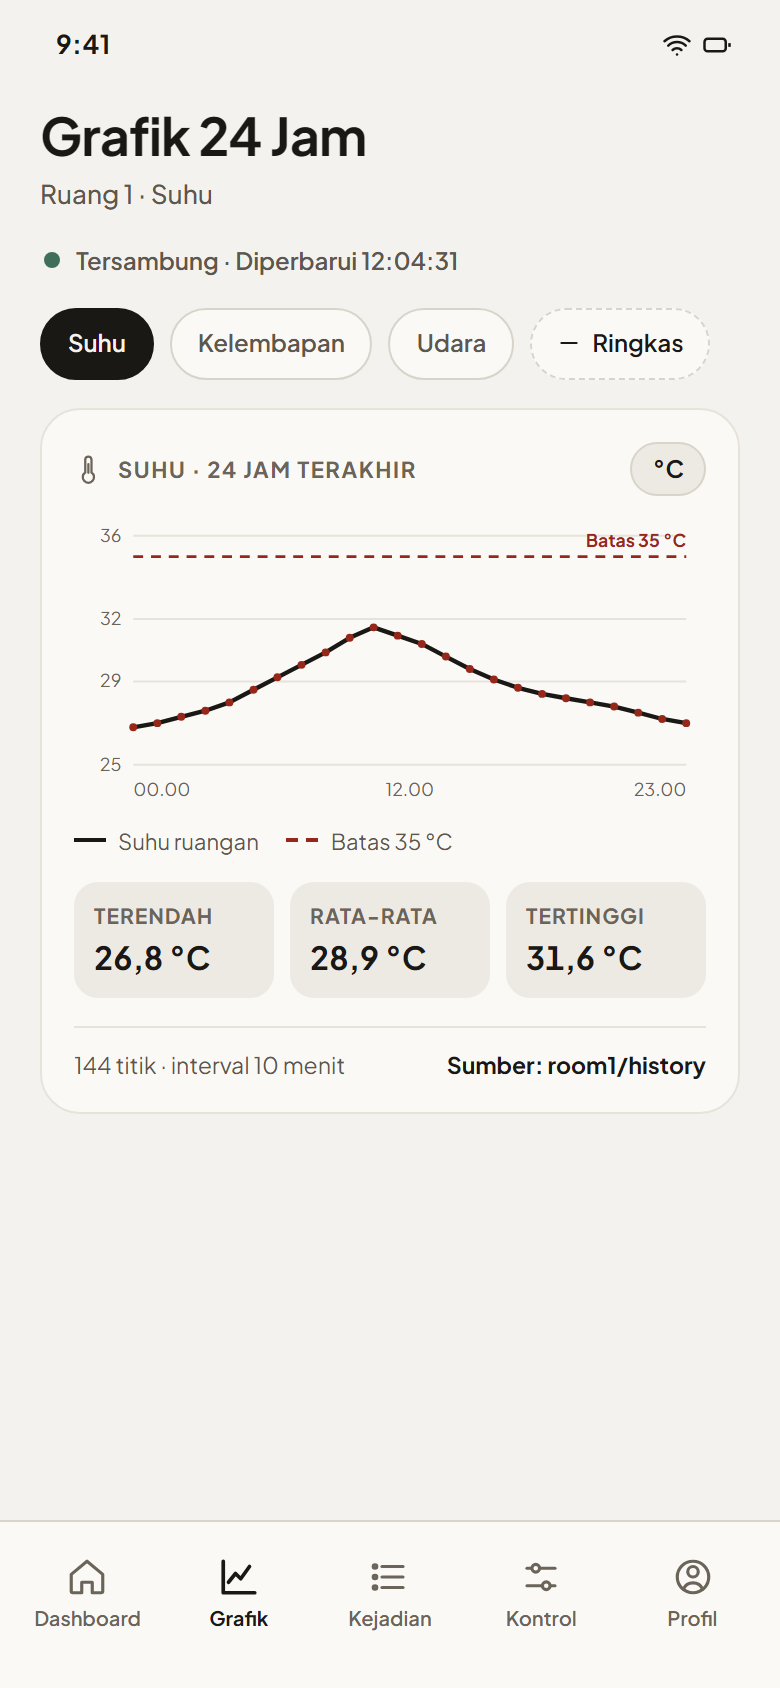 9:41
Grafik 24 Jam
Ruang 1 · Suhu
Tersambung · Diperbarui 12:04:31
Suhu
Kelembapan
Udara
Ringkas
SUHU · 24 JAM TERAKHIR
°C
36
Batas 35 °C
32
29
25
00.00
12.00
23.00
Suhu ruangan
Batas 35 °C
TERENDAH
26,8 °C
RATA-RATA
28,9 °C
TERTINGGI
31,6 °C
144 titik · interval 10 menit
Sumber: room1/history
Dashboard
Grafik
Kejadian
Kontrol
Profil